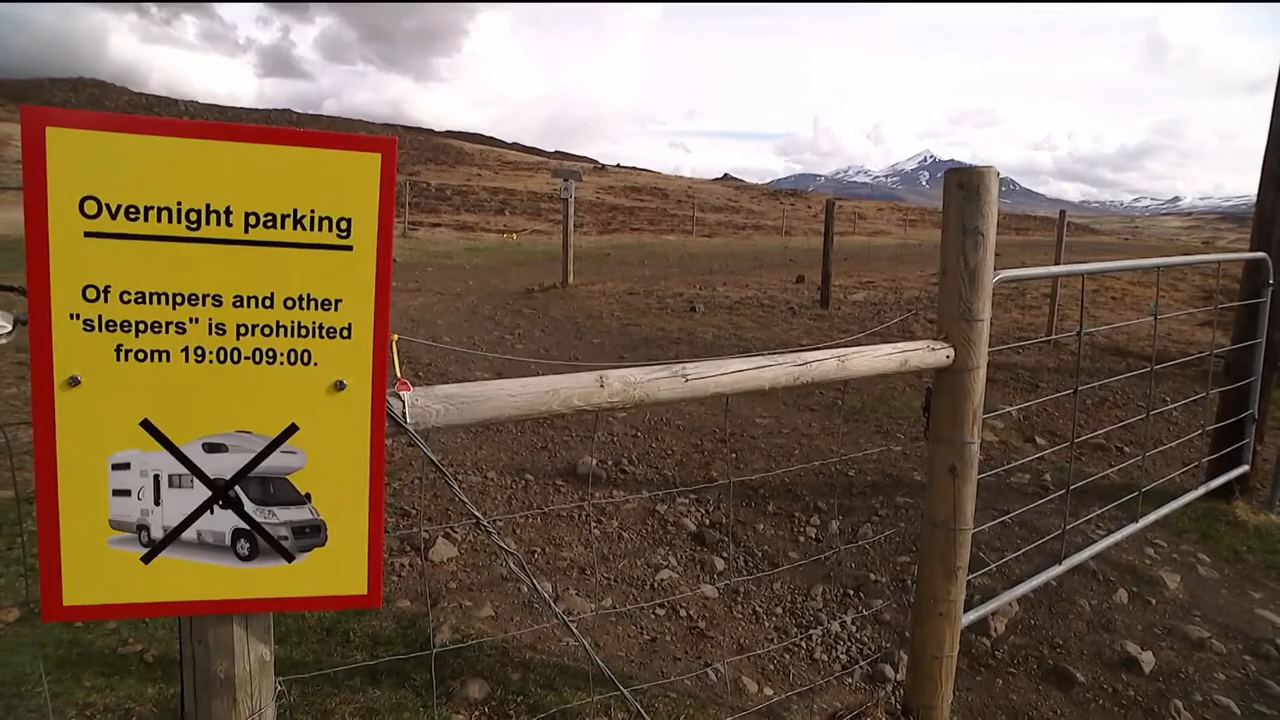 Overnight parking
Of campers and other
"sleepers" is prohibited
from 19:00-09:00.